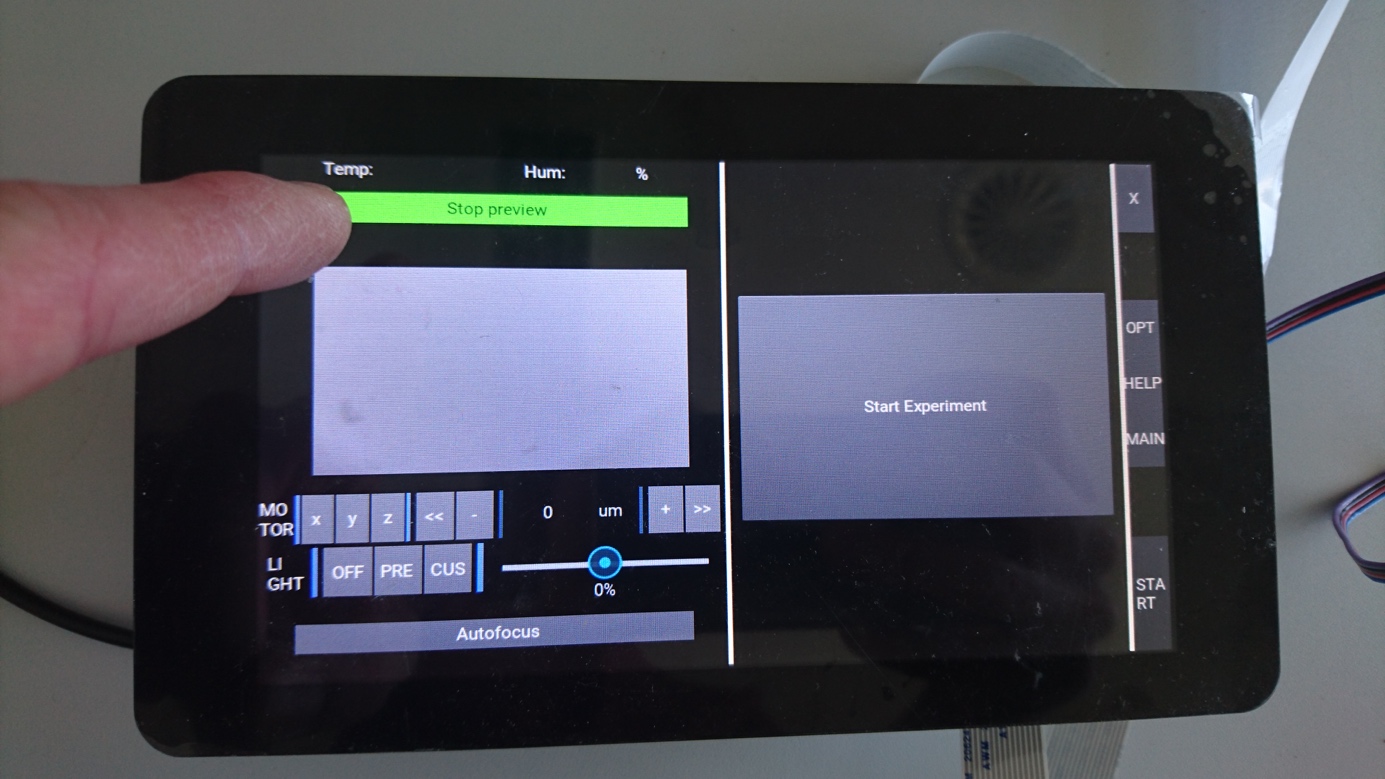 Temp: Hum: %
Stop preview
X
OPT
HELP
MAIN
Start Experiment
MO
TOR
x y z << - 0 um + >>
LI
GHT
OFF PRE CUS
0%
Autofocus
STA
RT